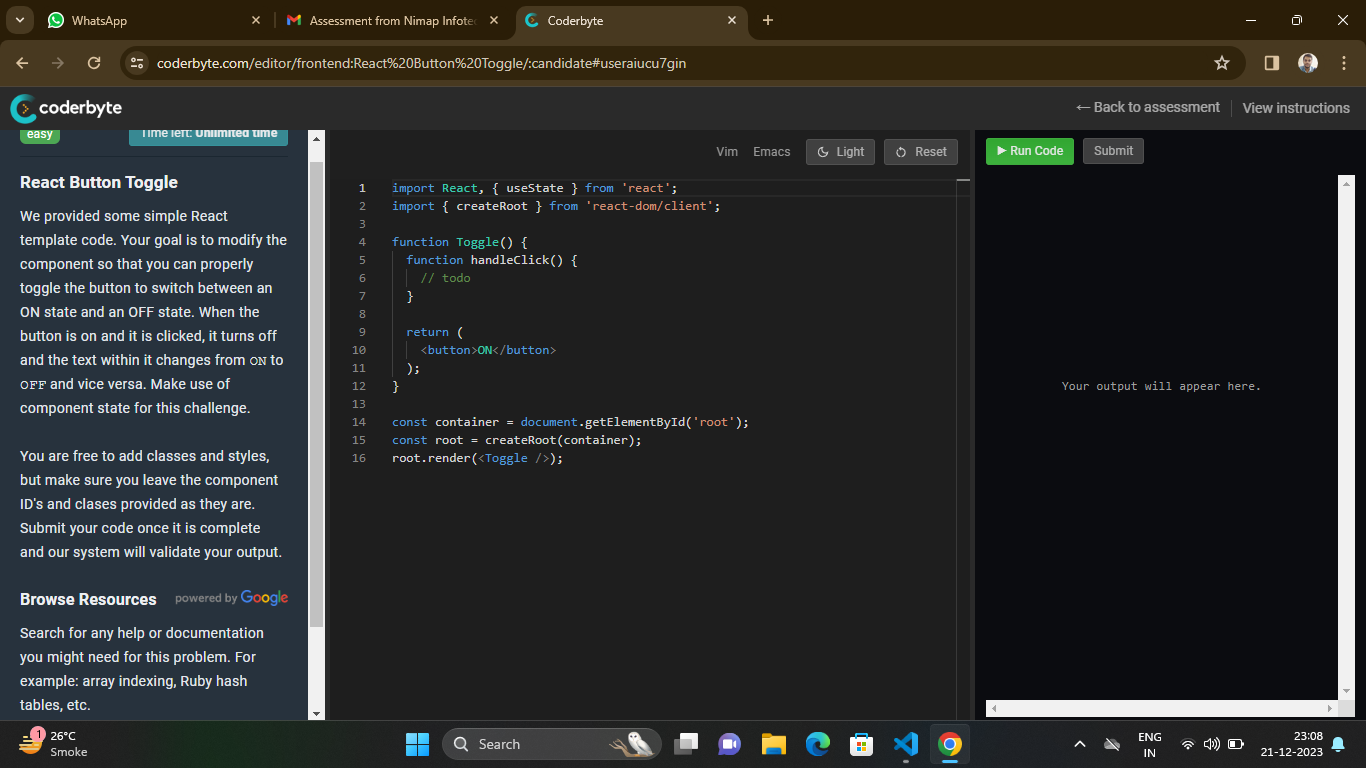 WhatsApp
Assessment from Nimap Infotec
Coderbyte
coderbyte.com/editor/frontend:React%20Button%20Toggle/:candidate#useraiucu7gin
coderbyte
← Back to assessment
View instructions
easy
Time left: Unlimited time
React Button Toggle
We provided some simple React
template code. Your goal is to modify the
component so that you can properly
toggle the button to switch between an
ON state and an OFF state. When the
button is on and it is clicked, it turns off
and the text within it changes from ON to
OFF and vice versa. Make use of
component state for this challenge.
You are free to add classes and styles,
but make sure you leave the component
ID's and clases provided as they are.
Submit your code once it is complete
and our system will validate your output.
Browse Resources powered by Google
Search for any help or documentation
you might need for this problem. For
example: array indexing, Ruby hash
tables, etc.
Vim Emacs Light Reset
1 import React, { useState } from 'react';
2 import { createRoot } from 'react-dom/client';
3
4 function Toggle() {
5 function handleClick() {
6 // todo
7 }
8
9 return (
10 <button>ON</button>
11 );
12 }
13
14 const container = document.getElementById('root');
15 const root = createRoot(container);
16 root.render(<Toggle />);
Run Code Submit
Your output will appear here.
1
26°C
Smoke
Search
ENG
IN
23:08
21-12-2023